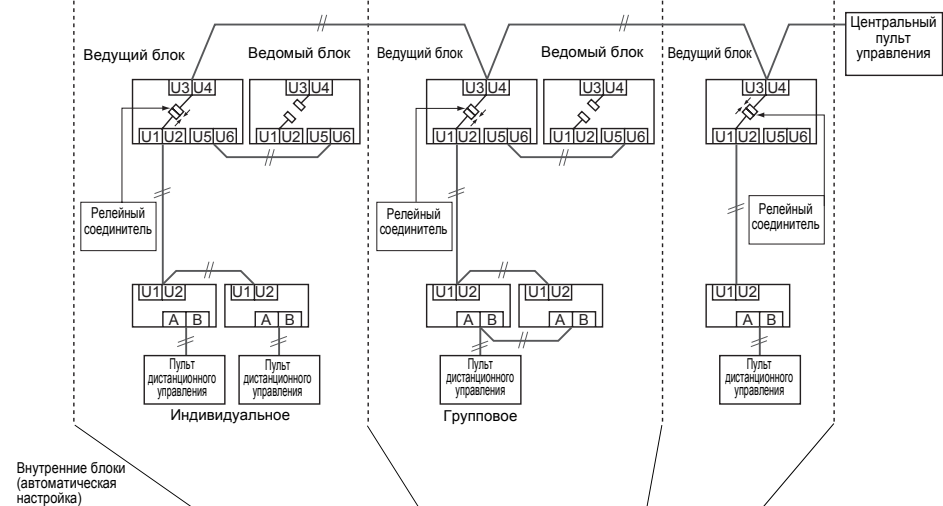 Центральный
пульт
управления
Ведущий блок
Ведомый блок
Ведущий блок
Ведомый блок
Ведущий блок
U3 U4
U3 U4
U3 U4
U3 U4
U3 U4
U1 U2 U5 U6
U1 U2 U5 U6
U1 U2 U5 U6
U1 U2 U5 U6
U1 U2 U5 U6
Релейный
соединитель
Релейный
соединитель
Релейный
соединитель
U1 U2
U1 U2
U1 U2
U1 U2
U1 U2
A B
A B
A B
A B
A B
Пульт
дистанционного
управления
Пульт
дистанционного
управления
Пульт
дистанционного
управления
Пульт
дистанционного
управления
Индивидуальное
Групповое
Внутренние блоки
(автоматическая
настройка)